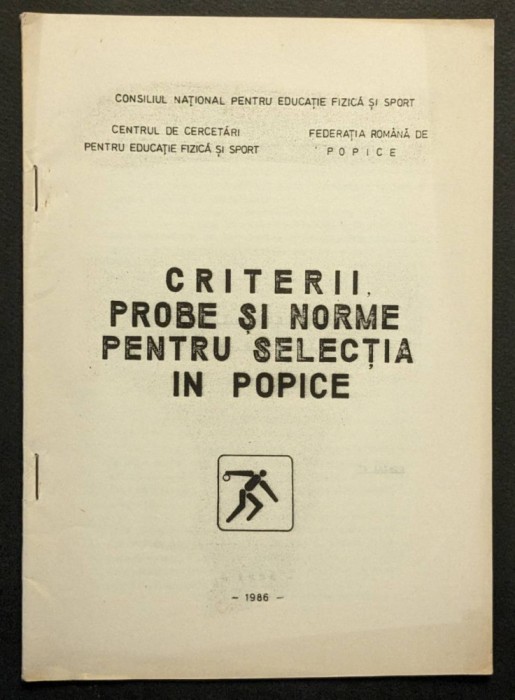 CONSILIUL NAȚIONAL PENTRU EDUCAȚIE FIZICĂ ȘI SPORT
CENTRUL DE CERCETĂRI
PENTRU EDUCAȚIE FIZICĂ ȘI SPORT
FEDERAȚIA ROMÂNĂ DE
POPICE
CRITERII,
PROBE ȘI NORME
PENTRU SELECȚIA
IN POPICE
- 1986 -